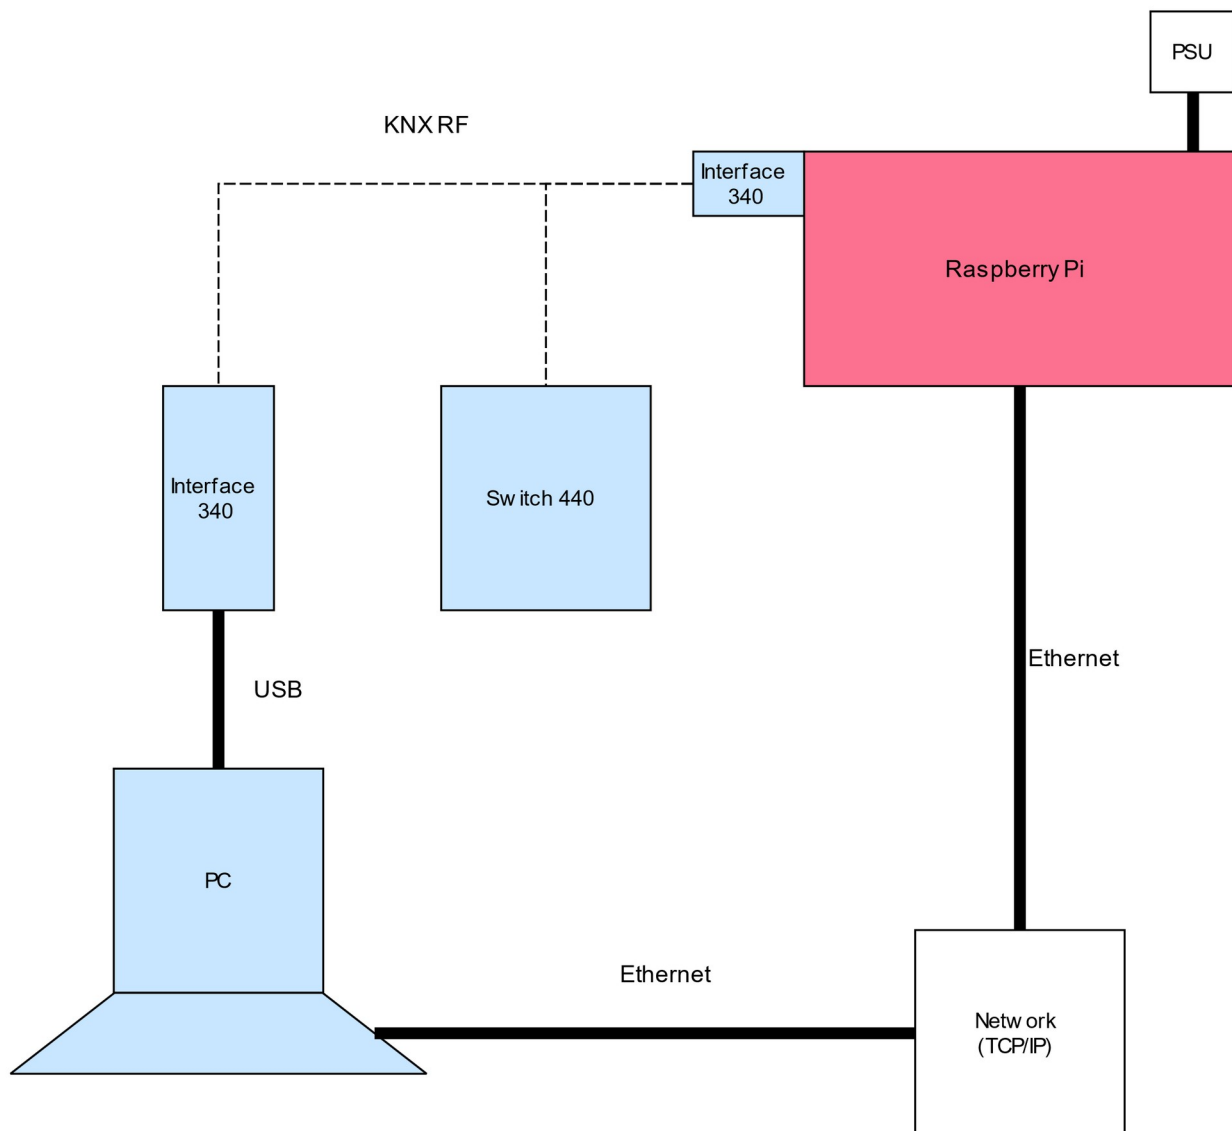 PSU
KNX RF
Interface
340
Raspberry Pi
Interface
340
Switch 440
Ethernet
USB
PC
Ethernet
Network
(TCP/IP)